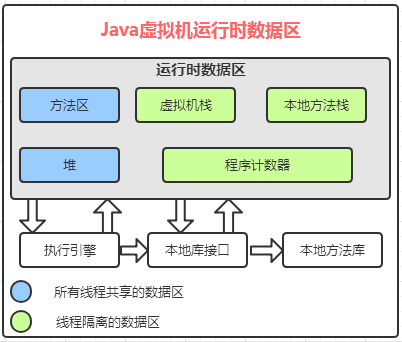 Java虚拟机运行时数据区
运行时数据区
方法区 虚拟机栈 本地方法栈
堆 程序计数器
执行引擎 本地库接口 本地方法库
所有线程共享的数据区
线程隔离的数据区